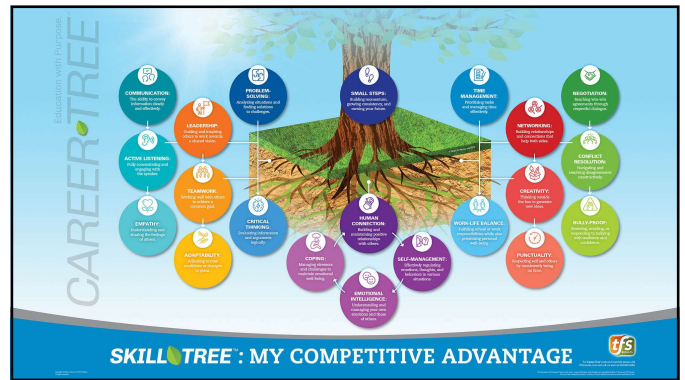 Education with Purpose.
CAREER TREE
COMMUNICATION:
The ability to convey
information clearly
and effectively.
PROBLEM-
SOLVING:
Analyzing situations and
finding solutions
to challenges.
SMALL STEPS:
Building momentum,
growing consistency, and
owning your future.
TIME
MANAGEMENT:
Prioritizing tasks
and managing time
effectively.
NEGOTIATION:
Reaching win-win
agreements through
respectful dialogue.
LEADERSHIP:
Guiding and inspiring
others to work towards
a shared vision.
NETWORKING:
Building relationships
and connections that
help both sides.
ACTIVE LISTENING:
Fully concentrating and
engaging with
the speaker.
CONFLICT
RESOLUTION:
Navigating and
resolving disagreements
constructively.
TEAMWORK:
Working well with others
to achieve a
common goal.
CREATIVITY:
Thinking outside
the box to generate
new ideas.
EMPATHY:
Understanding and
sharing the feelings
of others.
CRITICAL
THINKING:
Evaluating information
and arguments
logically.
HUMAN
CONNECTION:
Building and
maintaining positive
relationships
with others.
WORK-LIFE BALANCE:
Fulfilling school or work
responsibilities while also
prioritizing personal
well-being.
BULLY-PROOF:
resisting, avoiding, or
responding to bullying
with resilience and
confidence.
ADAPTABILITY:
Adjusting to new
conditions or changes
in plans.
COPING:
Managing stressors
and challenges to
maintain emotional
well-being.
SELF-MANAGEMENT:
Effectively regulating
emotions, thoughts, and
behaviors in various
situations.
PUNCTUALITY:
Respecting self and others
by consistently being
on time.
EMOTIONAL
INTELLIGENCE:
Understanding and
managing your own
emotions and those
of others.
SKILL TREE™: MY COMPETITIVE ADVANTAGE
tfs